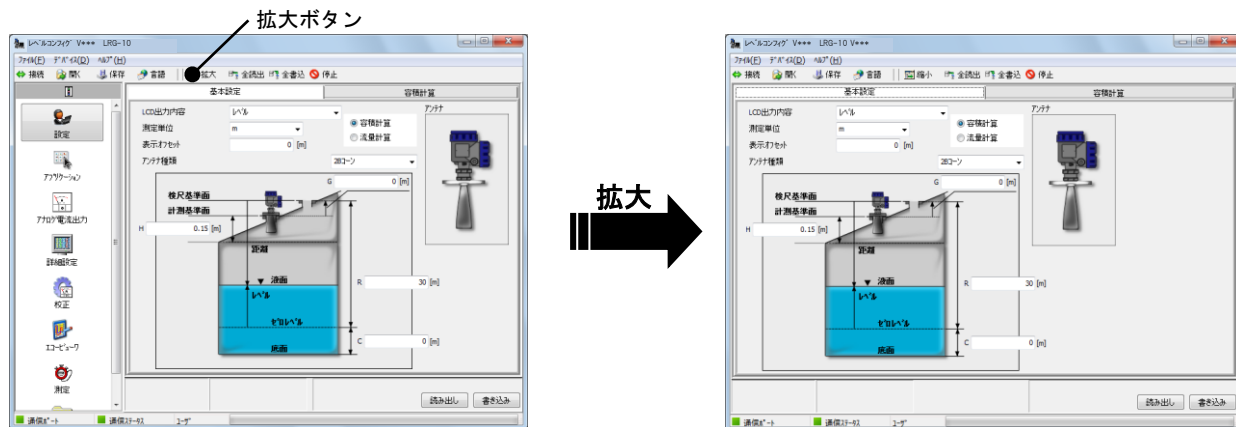 拡大ボタン
レベルコンフィグ V*** LRG-10
ファイル(F) デバイス(D) ヘルプ(H)
接続 開く 保存 言語 拡大 全読出 全書込 停止
設定
アプリケーション
アナログ電流出力
詳細設定
校正
エコービューワ
測定
基本設定 容積計算
LCD出力内容 レベル
測定単位 m
表示オフセット 0 [m]
アンテナ種類 2Bコーン
容積計算
流量計算
アンテナ
G 0 [m]
検尺基準面
計測基準面
H 0.15 [m]
距離
液面
レベル
R 30 [m]
ゼロレベル
C 0 [m]
底面
読み出し 書き込み
通信ポート 通信ステータス ユーザ
拡大
レベルコンフィグ V*** LRG-10 V***
ファイル(F) デバイス(D) ヘルプ(H)
接続 開く 保存 言語 縮小 全読出 全書込 停止
基本設定 容積計算
LCD出力内容 レベル
測定単位 m
表示オフセット 0 [m]
アンテナ種類 2Bコーン
容積計算
流量計算
アンテナ
G 0 [m]
検尺基準面
計測基準面
H 0.15 [m]
距離
液面
レベル
R 30 [m]
ゼロレベル
C 0 [m]
底面
読み出し 書き込み
通信ポート 通信ステータス ユーザ